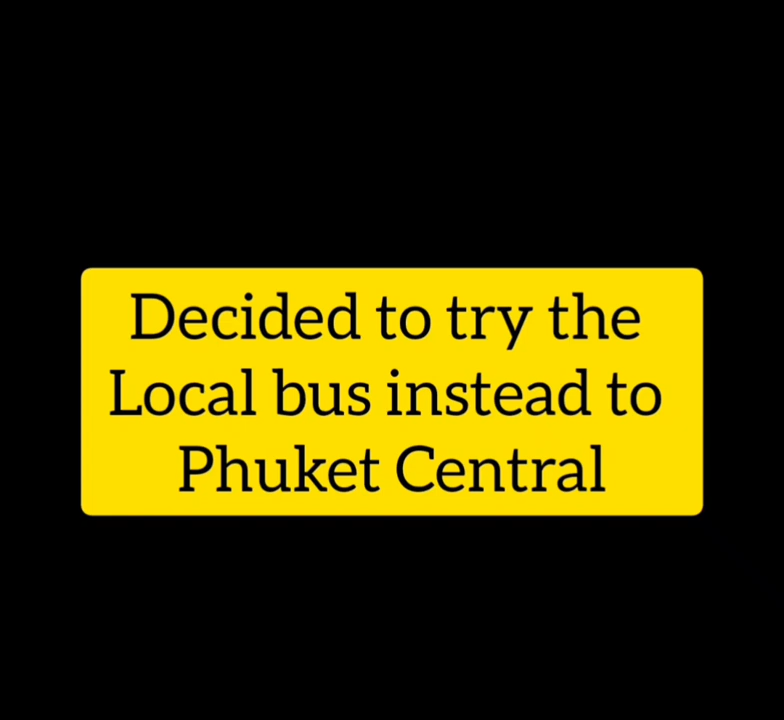 Decided to try the
Local bus instead to
Phuket Central